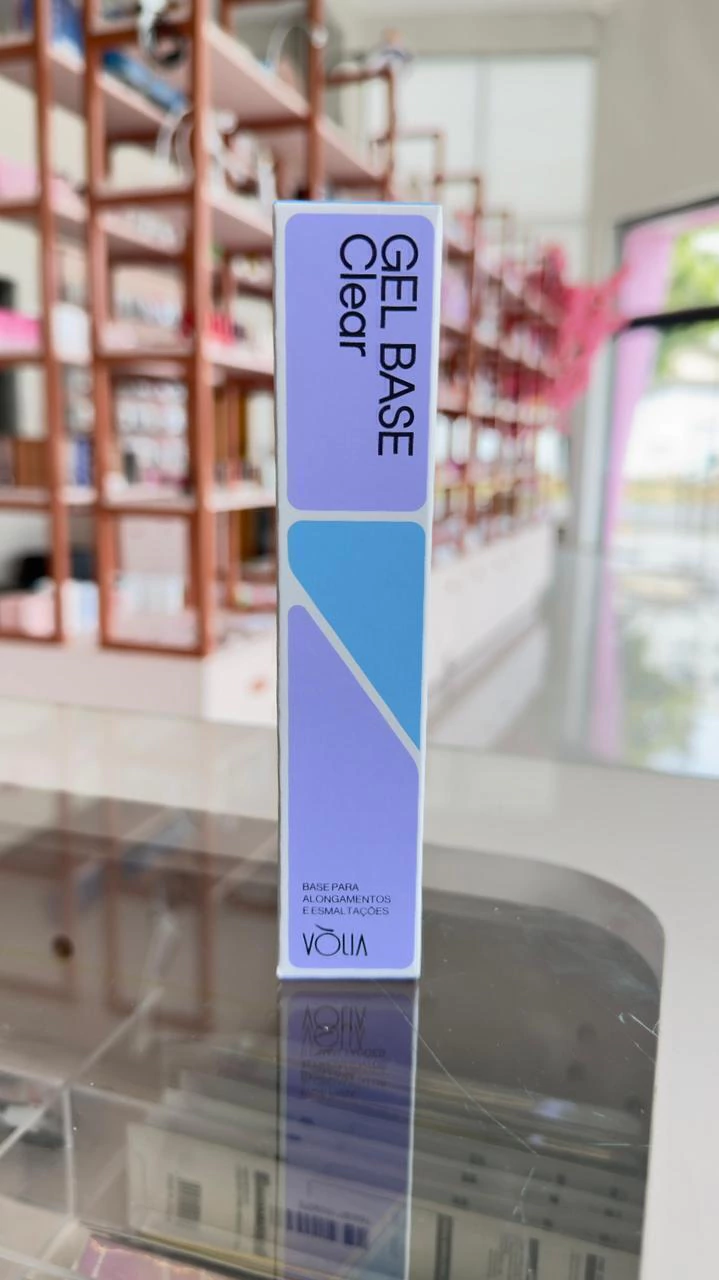 GEL BASE
Clear
BASE PARA
ALONGAMENTOS
E ESMALTAÇÕES
VÒLIA